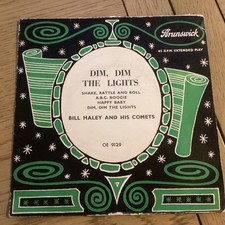 Brunswick
45 R.P.M. EXTENDED PLAY
DIM, DIM
THE LIGHTS
SHAKE, RATTLE AND ROLL
A.B.C. BOOGIE
HAPPY BABY
DIM, DIM THE LIGHTS
BILL HALEY AND HIS COMETS
OE 9129